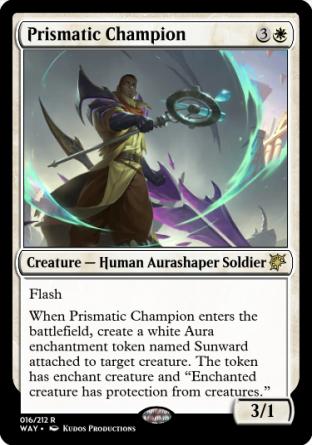 Prismatic Champion 3
Creature — Human Aurashaper Soldier
Flash
When Prismatic Champion enters the
battlefield, create a white Aura
enchantment token named Sunward
attached to target creature. The token
has enchant creature and “Enchanted
creature has protection from creatures.”
3/1
016/212 R
WAY • Kudos Productions